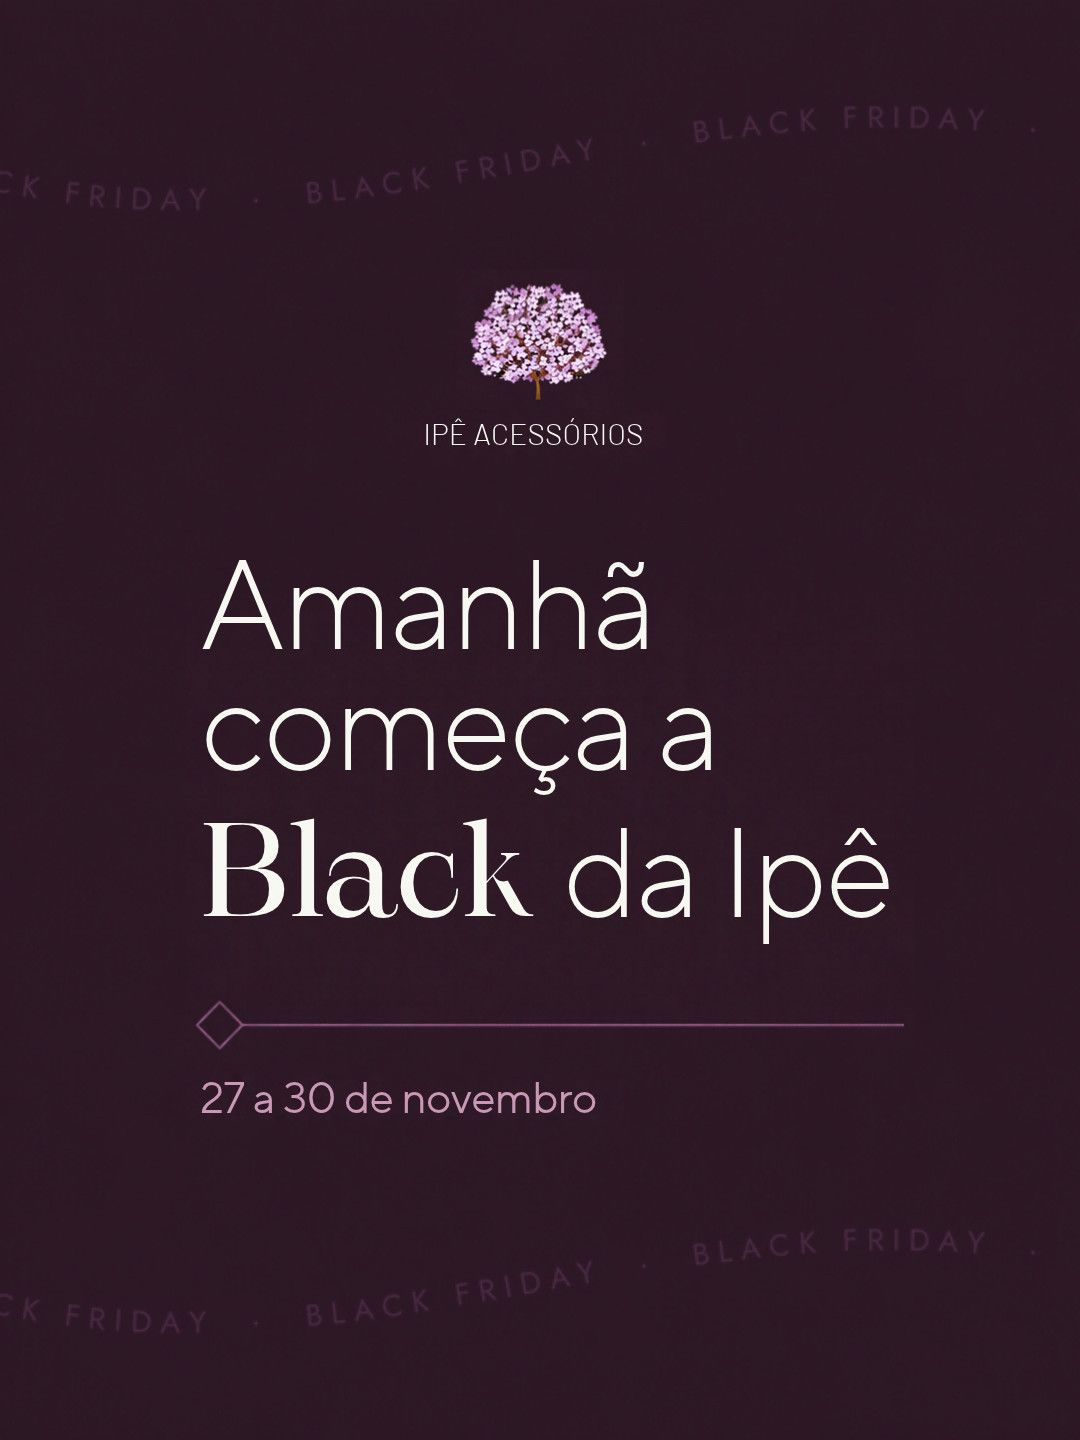 CK FRIDAY · BLACK FRIDAY · BLACK FRIDAY ·
IPÊ ACESSÓRIOS
Amanhã
começa a
Black da Ipê
27 a 30 de novembro
CK FRIDAY · BLACK FRIDAY · BLACK FRIDAY ·